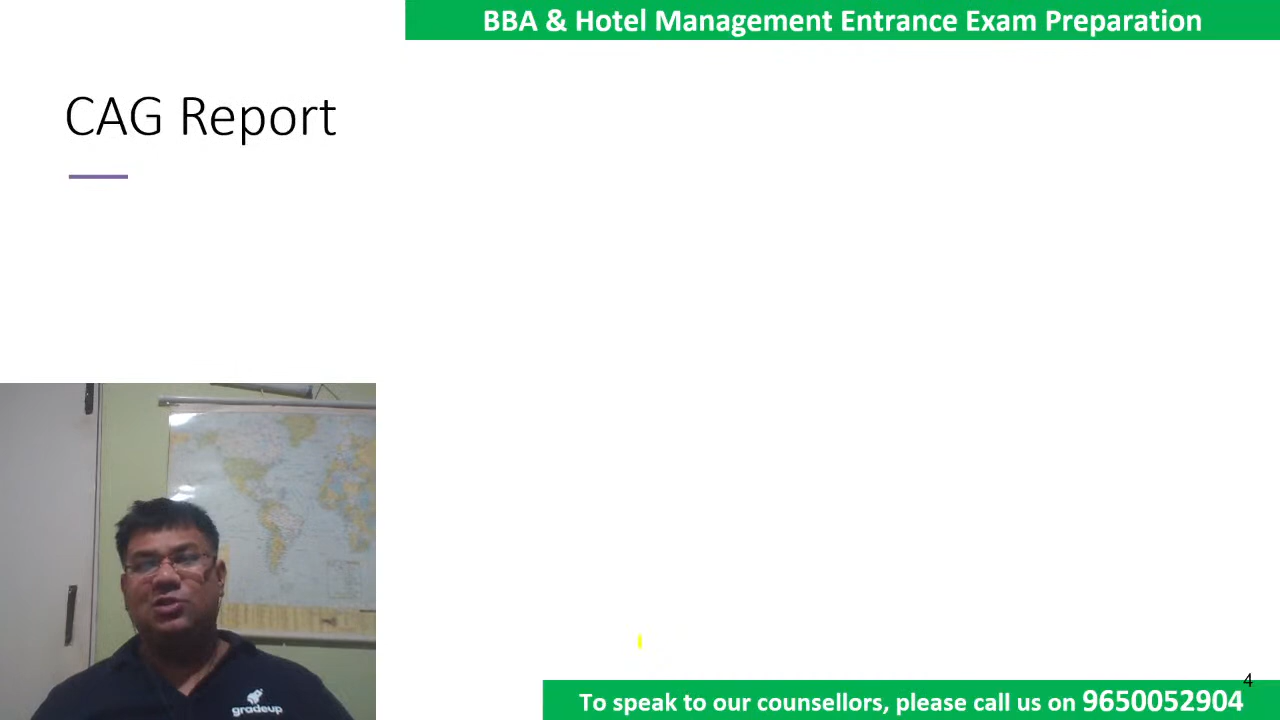 BBA & Hotel Management Entrance Exam Preparation
CAG Report
gradeup
4
To speak to our counsellors, please call us on 9650052904